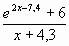 e^{2x-7,4} + 6
x + 4,3